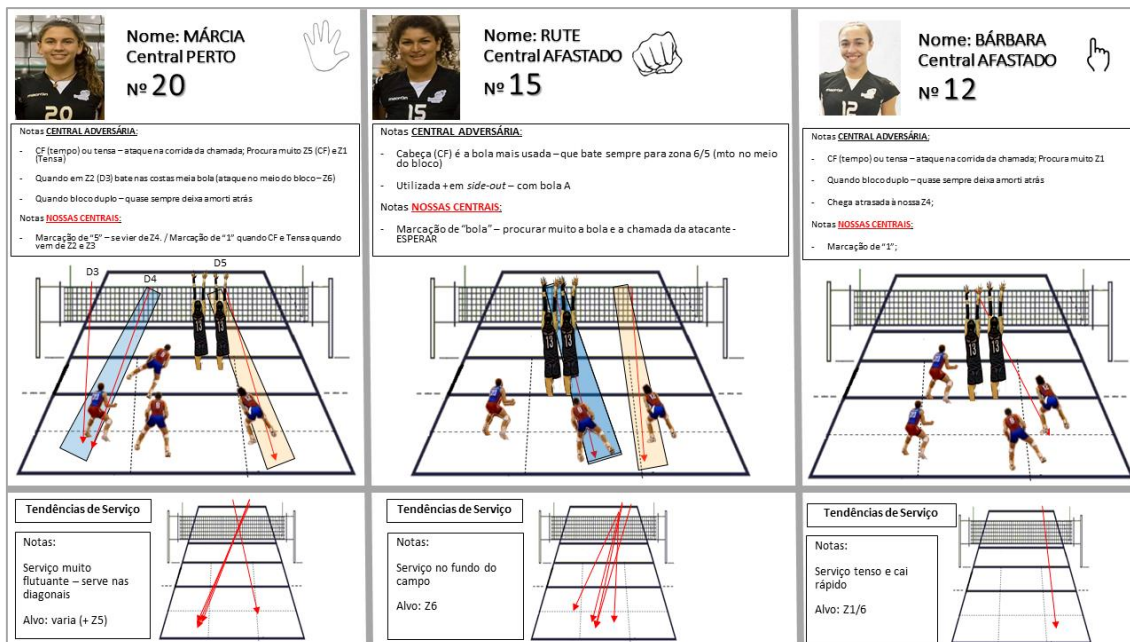 Nome: MÁRCIA
Central PERTO
Nº 20
20
Notas CENTRAL ADVERSÁRIA:
- CF (tempo) ou tensa – ataque na corrida da chamada; Procura muito Z5 (CF) e Z1
(Tensa)
- Quando em Z2 (D3) bate nas costas meia bola (ataque no meio do bloco – Z6)
- Quando bloco duplo – quase sempre deixa amorti atrás
Notas NOSSAS CENTRAIS:
- Marcação de "5" – se vier de Z4. / Marcação de "1" quando CF e Tensa quando
vem de Z2 e Z3
D3
D4
D5
13
13
Tendências de Serviço
Notas:
Serviço muito
flutuante – serve nas
diagonais
Alvo: varia (+ Z5)
Nome: RUTE
Central AFASTADO
Nº 15
15
Notas CENTRAL ADVERSÁRIA:
- Cabeça (CF) é a bola mais usada – que bate sempre para zona 6/5 (mto no meio
do bloco)
- Utilizada + em side-out – com bola A
Notas NOSSAS CENTRAIS:
- Marcação de "bola" – procurar muito a bola e a chamada da atacante -
ESPERAR
13
13
Tendências de Serviço
Notas:
Serviço no fundo do
campo
Alvo: Z6
Nome: BÁRBARA
Central AFASTADO
Nº 12
12
Notas CENTRAL ADVERSÁRIA:
- CF (tempo) ou tensa – ataque na corrida da chamada; Procura muito Z1
- Quando bloco duplo – quase sempre deixa amorti atrás
- Chega atrasada à nossa Z4;
Notas NOSSAS CENTRAIS:
- Marcação de "1";
13
13
Tendências de Serviço
Notas:
Serviço tenso e cai
rápido
Alvo: Z1/6